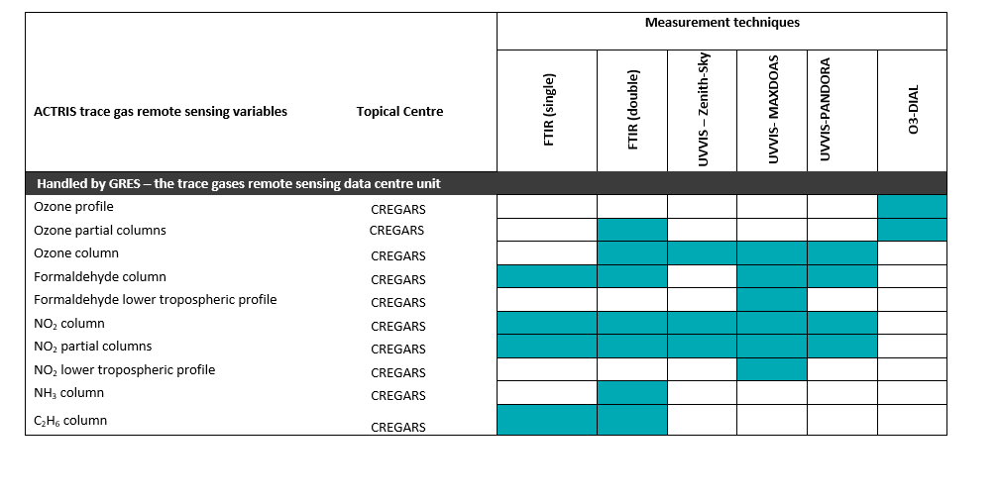 Measurement techniques
ACTRIS trace gas remote sensing variables Topical Centre FTIR (single) FTIR (double) UVVIS – Zenith-Sky UVVIS- MAXDOAS UVVIS-PANDORA O3-DIAL
Handled by GRES – the trace gases remote sensing data centre unit
Ozone profile CREGARS
Ozone partial columns CREGARS
Ozone column CREGARS
Formaldehyde column CREGARS
Formaldehyde lower tropospheric profile CREGARS
NO₂ column CREGARS
NO₂ partial columns CREGARS
NO₂ lower tropospheric profile CREGARS
NH₃ column CREGARS
C₂H₆ column CREGARS